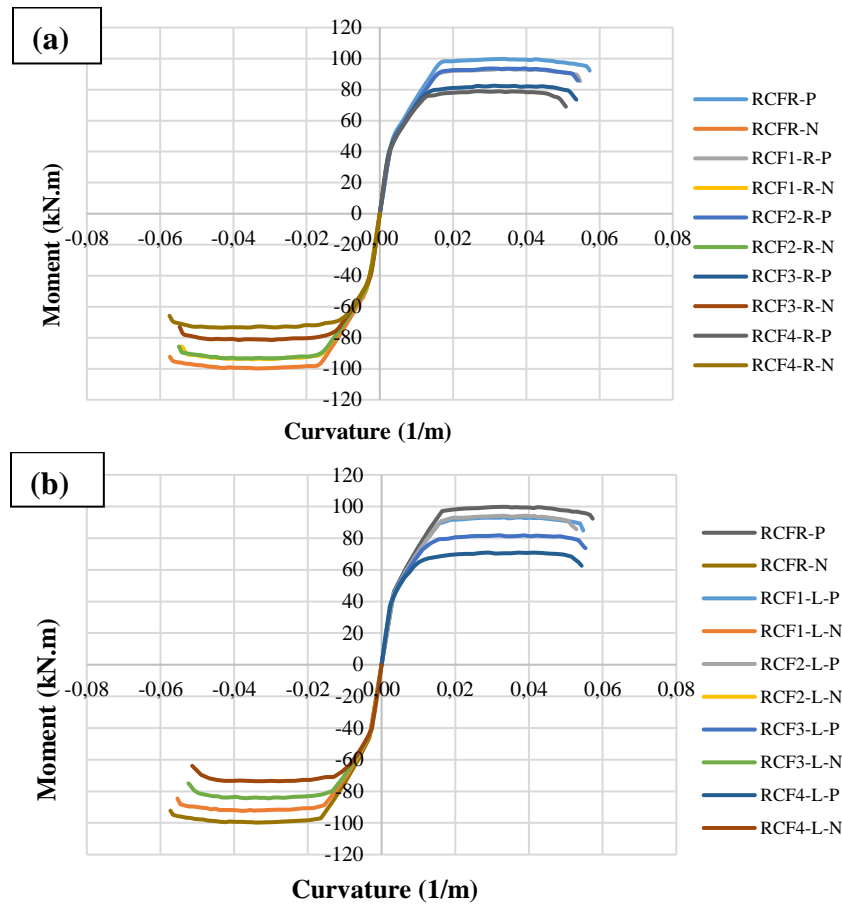 (a)
Moment (kN.m)
120
100
80
60
40
20
0
-20
-40
-60
-80
-100
-120
-0,08
-0,06
-0,04
-0,02
0,00
0,02
0,04
0,06
0,08
Curvature (1/m)
RCFR-P
RCFR-N
RCF1-R-P
RCF1-R-N
RCF2-R-P
RCF2-R-N
RCF3-R-P
RCF3-R-N
RCF4-R-P
RCF4-R-N
(b)
Moment (kN.m)
120
100
80
60
40
20
0
-20
-40
-60
-80
-100
-120
-0,08
-0,06
-0,04
-0,02
0,00
0,02
0,04
0,06
0,08
Curvature (1/m)
RCFR-P
RCFR-N
RCF1-L-P
RCF1-L-N
RCF2-L-P
RCF2-L-N
RCF3-L-P
RCF3-L-N
RCF4-L-P
RCF4-L-N